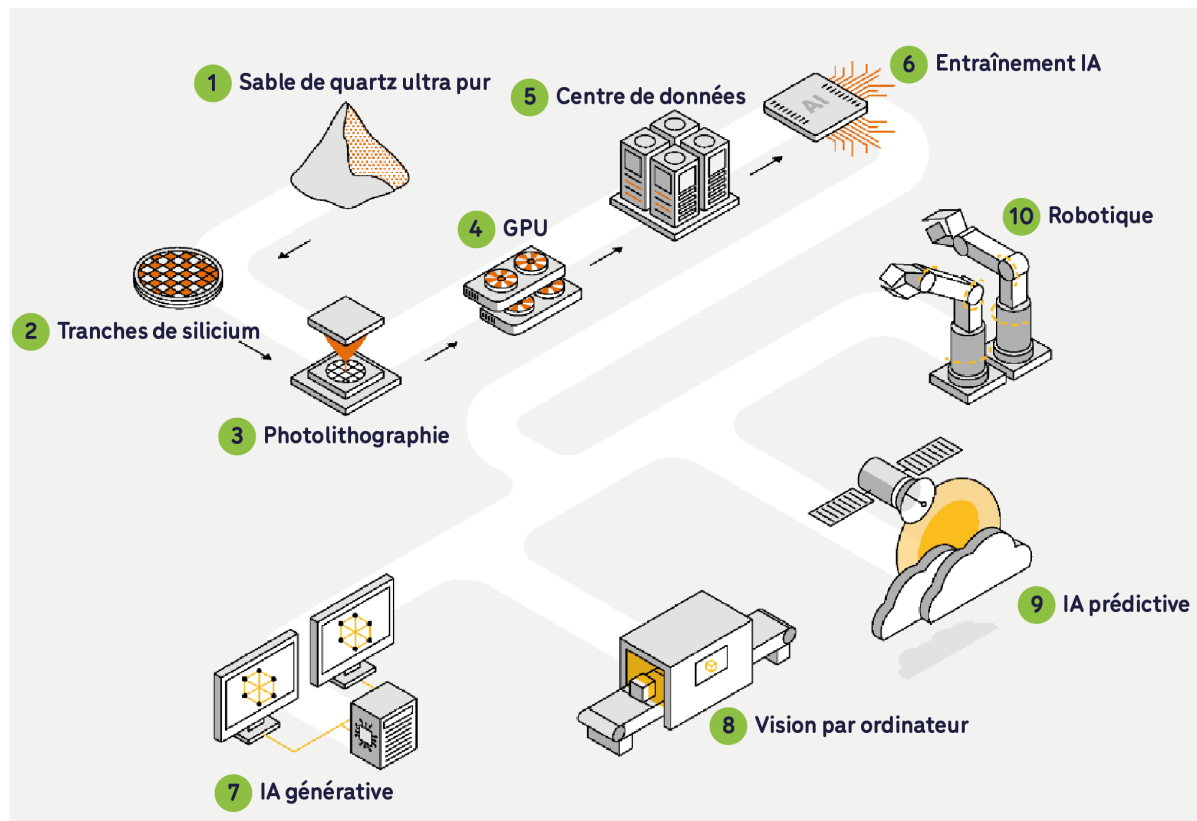 1 Sable de quartz ultra pur
2 Tranches de silicium
3 Photolithographie
4 GPU
5 Centre de données
6 Entraînement IA
AI
7 IA générative
8 Vision par ordinateur
9 IA prédictive
10 Robotique